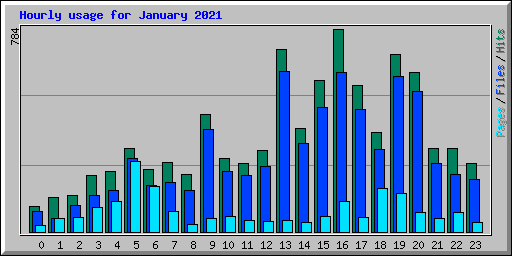 Hourly usage for January 2021
784
Pages/Files/Hits
0 1 2 3 4 5 6 7 8 9 10 11 12 13 14 15 16 17 18 19 20 21 22 23